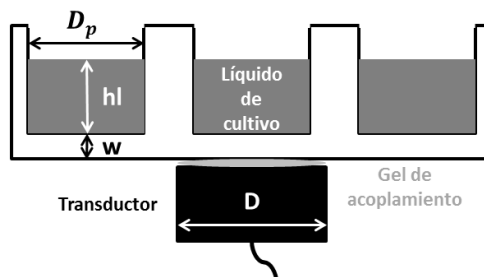 D_p
hl
Líquido
de
cultivo
w
Gel de
acoplamiento
Transductor
D